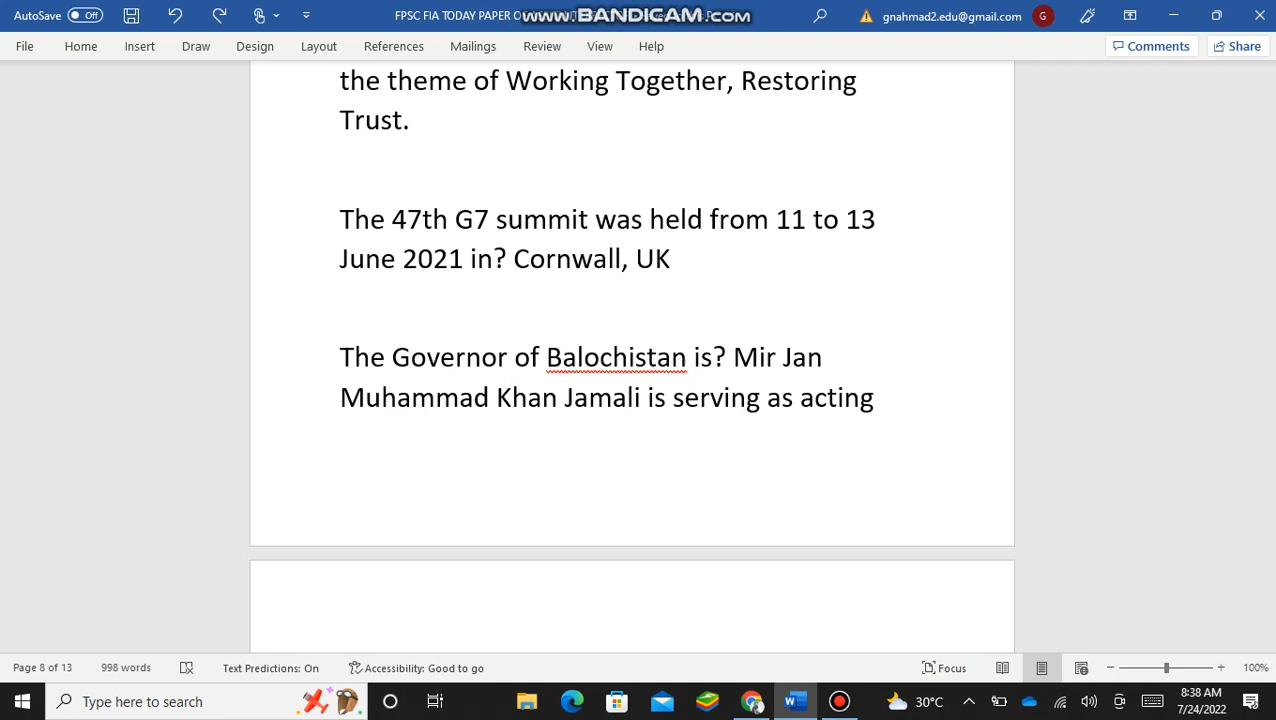 AutoSave Off
FPSC FIA TODAY PAPER O
www.BANDICAM.com
gnahmad2.edu@gmail.com
G
File Home Insert Draw Design Layout References Mailings Review View Help
Comments Share
the theme of Working Together, Restoring
Trust.
The 47th G7 summit was held from 11 to 13
June 2021 in? Cornwall, UK
The Governor of Balochistan is? Mir Jan
Muhammad Khan Jamali is serving as acting
Page 8 of 13 998 words Text Predictions: On Accessibility: Good to go Focus 100%
Type here to search
30°C
8:38 AM
7/24/2022